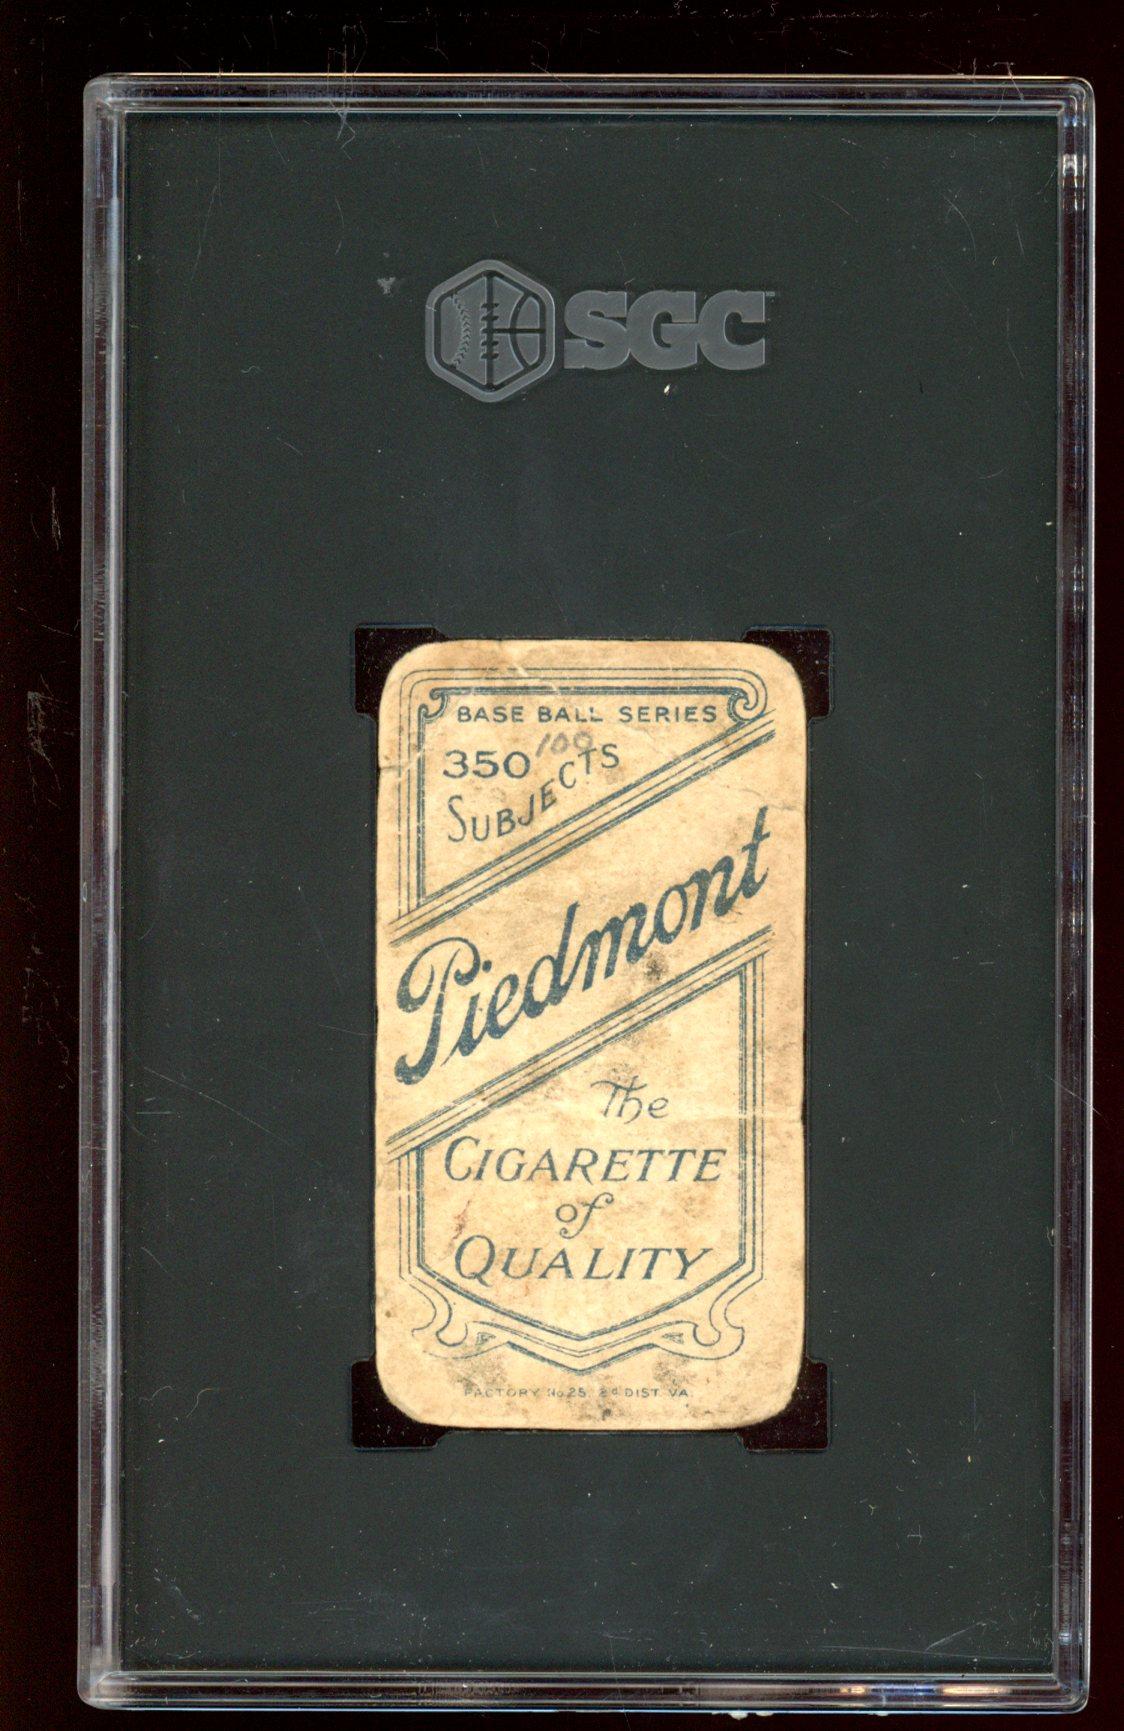 SGC
BASE BALL SERIES
350 100
SUBJECTS
Piedmont
The
CIGARETTE
of
QUALITY
FACTORY No 25, 2d DIST. VA.